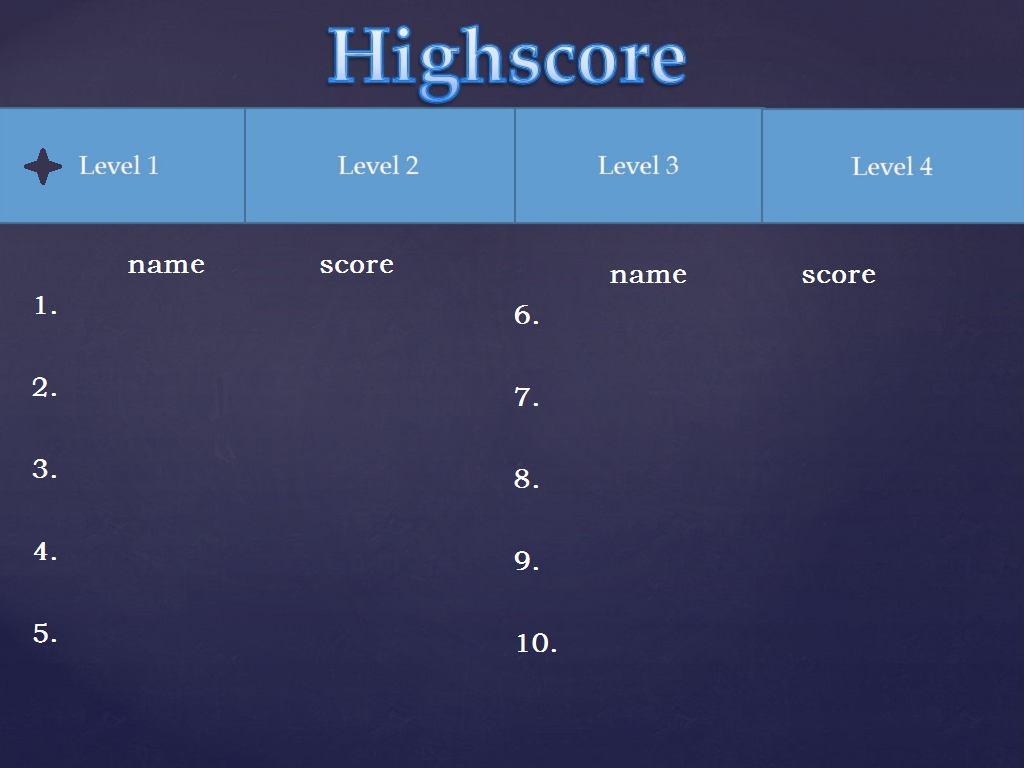 Highscore
Level 1 Level 2 Level 3 Level 4
name score
1.
2.
3.
4.
5.
name score
6.
7.
8.
9.
10.